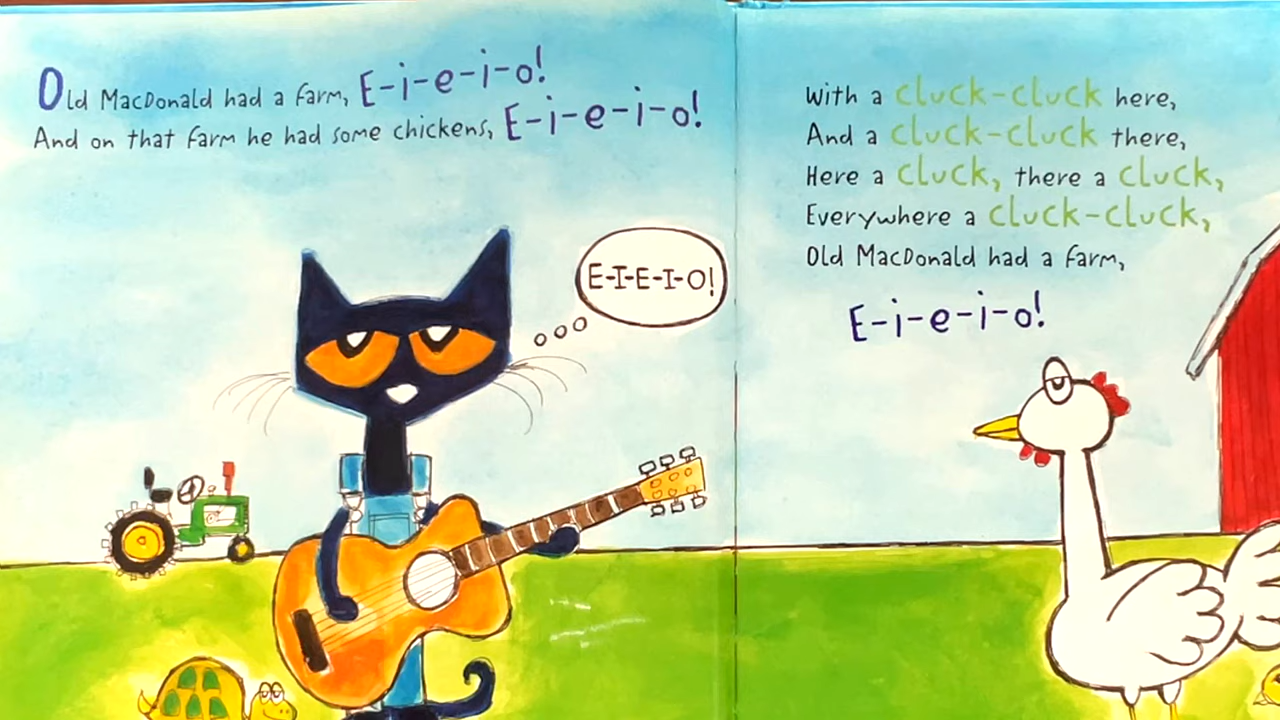 Old MacDonald had a farm, E-i-e-i-o!
And on that farm he had some chickens, E-i-e-i-o!
E-I-E-I-O!
With a cluck-cluck here,
And a cluck-cluck there,
Here a cluck, there a cluck,
Everywhere a cluck-cluck,
Old MacDonald had a farm,
E-i-e-i-o!